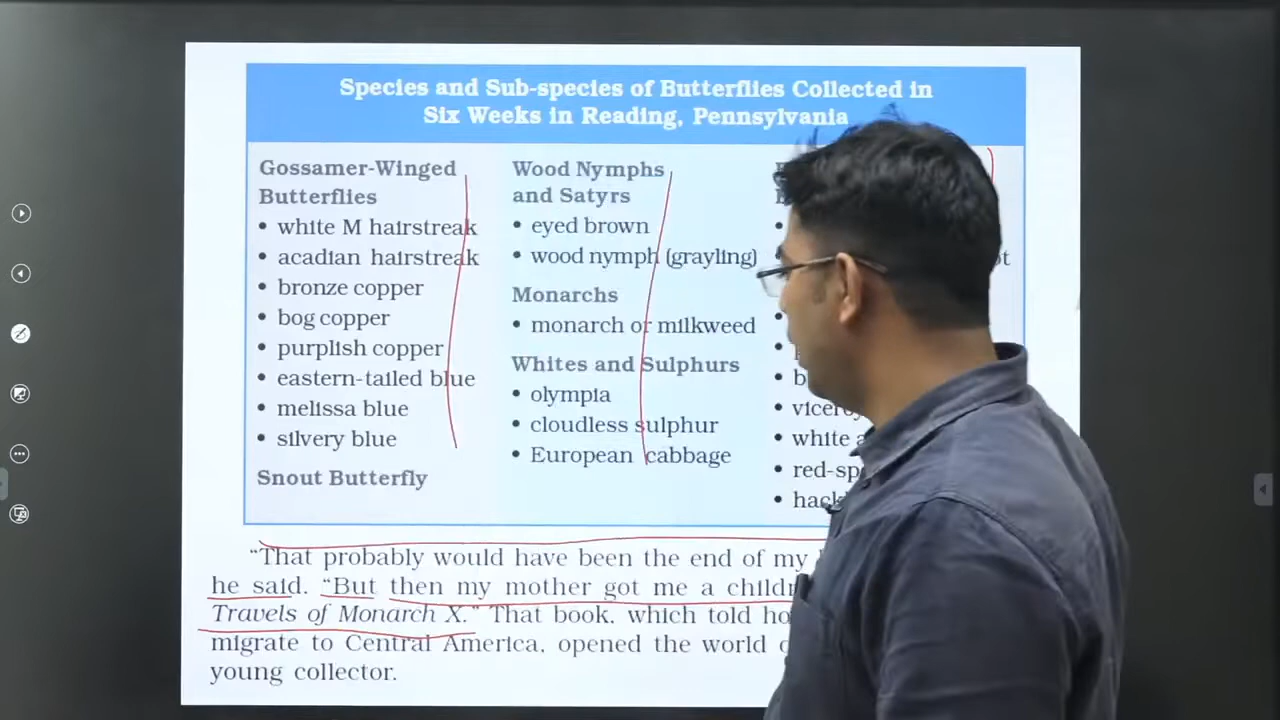 Species and Sub-species of Butterflies Collected in
Six Weeks in Reading, Pennsylvania
Gossamer-Winged
Butterflies
• white M hairstreak
• acadian hairstreak
• bronze copper
• bog copper
• purplish copper
• eastern-tailed blue
• melissa blue
• silvery blue
Snout Butterfly
Wood Nymphs
and Satyrs
• eyed brown
• wood nymph (grayling)
Monarchs
• monarch or milkweed
Whites and Sulphurs
• olympia
• cloudless sulphur
• European cabbage
• viceroy
• white
• red-sp
• hack
“That probably would have been the end of my
he said. “But then my mother got me a childr
Travels of Monarch X.” That book, which told ho
migrate to Central America, opened the world
young collector.